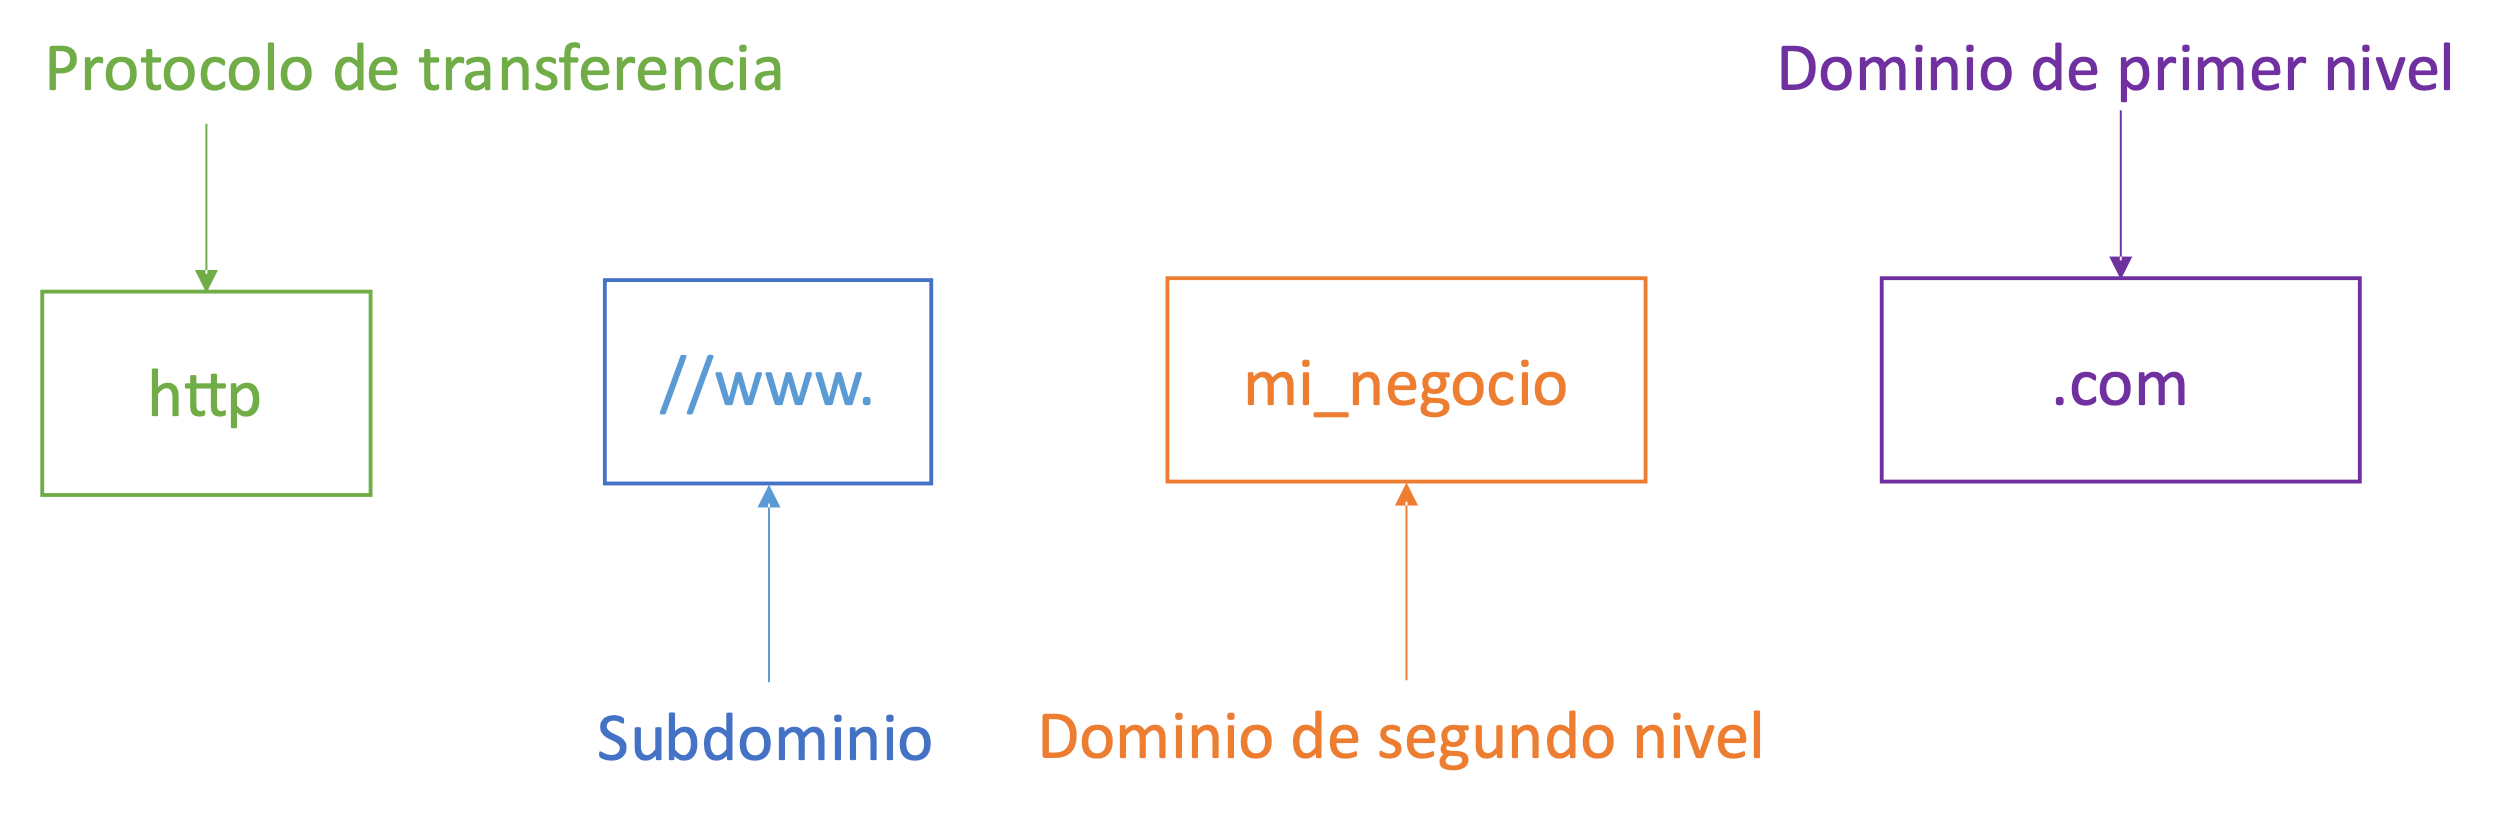 Protocolo de transferencia
Dominio de primer nivel
http
//www.
mi_negocio
.com
Subdominio
Dominio de segundo nivel